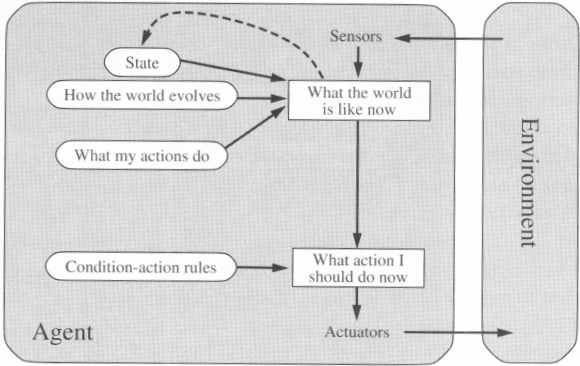 Sensors
State
How the world evolves
What the world
is like now
What my actions do
Environment
Condition-action rules
What action I
should do now
Agent
Actuators